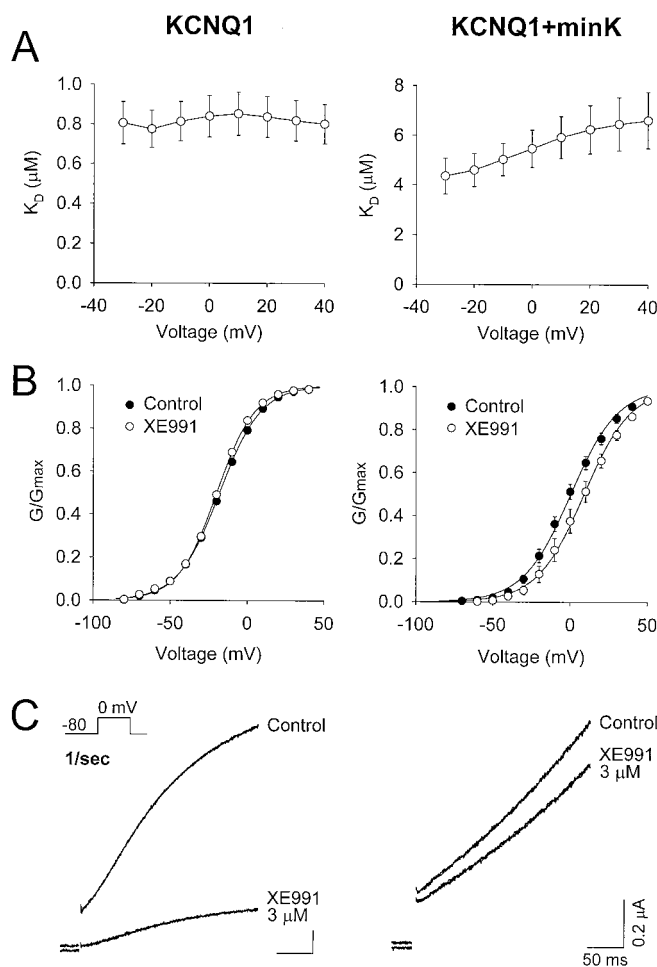 KCNQ1
KCNQ1+minK
A
1.0
0.8
0.6
0.4
0.2
0.0
KD (μM)
-40 -20 0 20 40
Voltage (mV)
8
6
4
2
0
KD (μM)
-40 -20 0 20 40
Voltage (mV)
B
1.0
0.8
0.6
0.4
0.2
0.0
G/Gmax
Control
XE991
-100 -50 0 50
Voltage (mV)
1.0
0.8
0.6
0.4
0.2
0.0
G/Gmax
Control
XE991
-100 -50 0 50
Voltage (mV)
C
0 mV
-80
1/sec
Control
XE991
3 μM
Control
XE991
3 μM
0.2 μA
50 ms